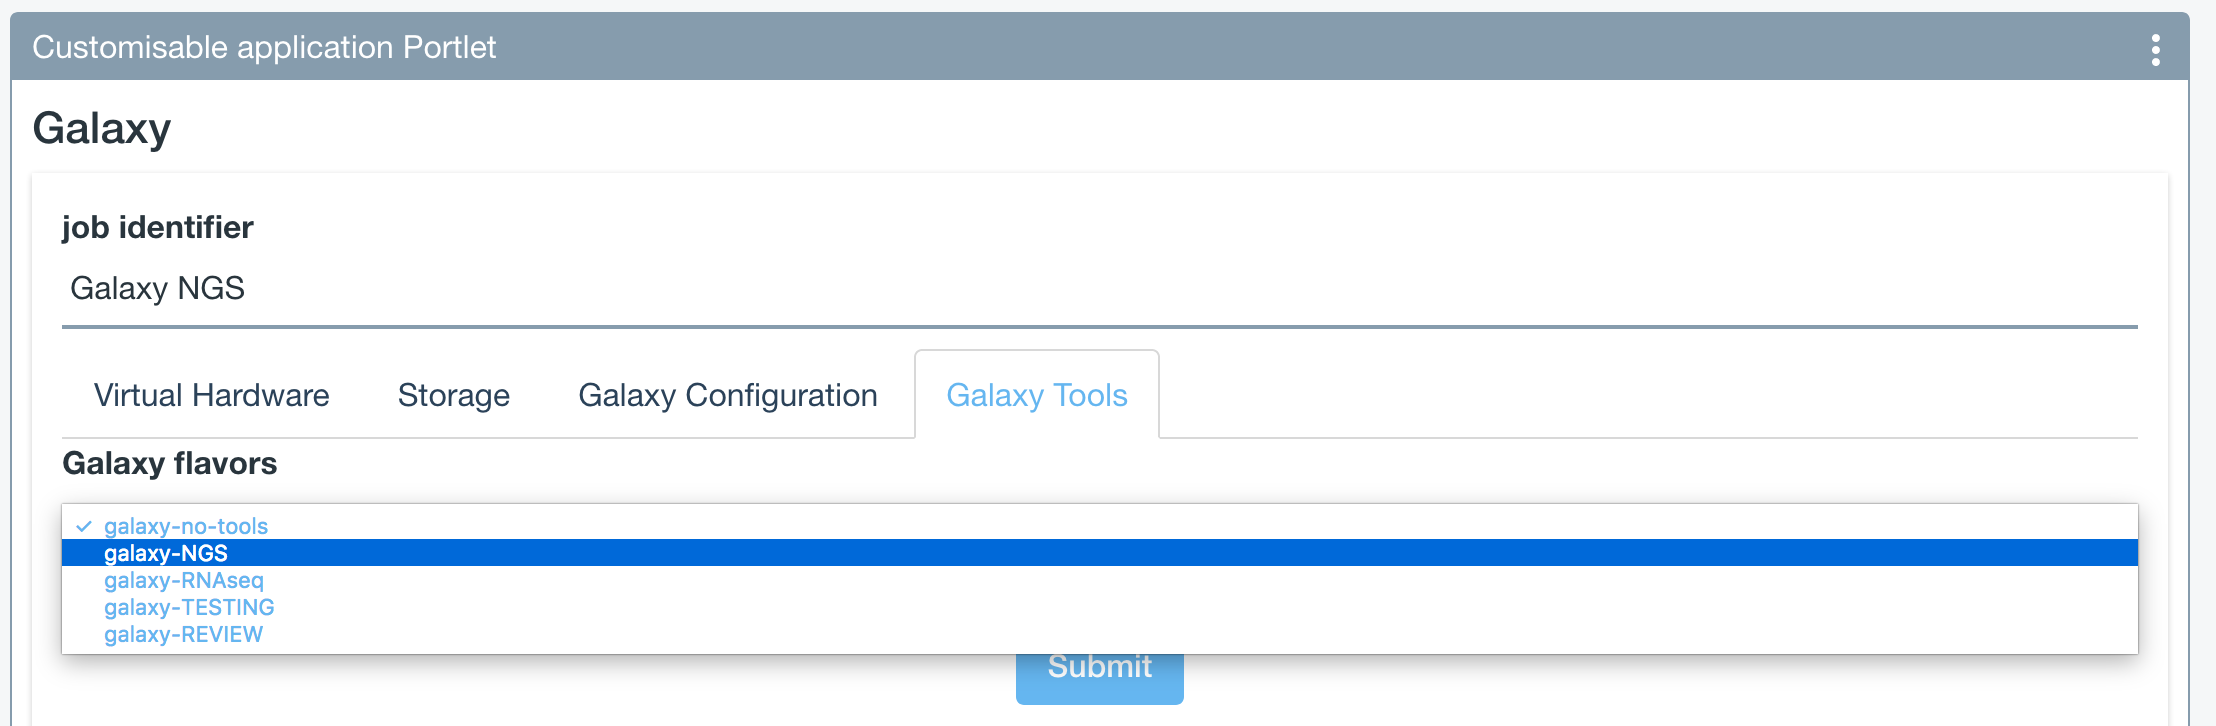 Customisable application Portlet
Galaxy
job identifier
Galaxy NGS
Virtual Hardware Storage Galaxy Configuration Galaxy Tools
Galaxy flavors
✓ galaxy-no-tools
galaxy-NGS
galaxy-RNAseq
galaxy-TESTING
galaxy-REVIEW
Submit